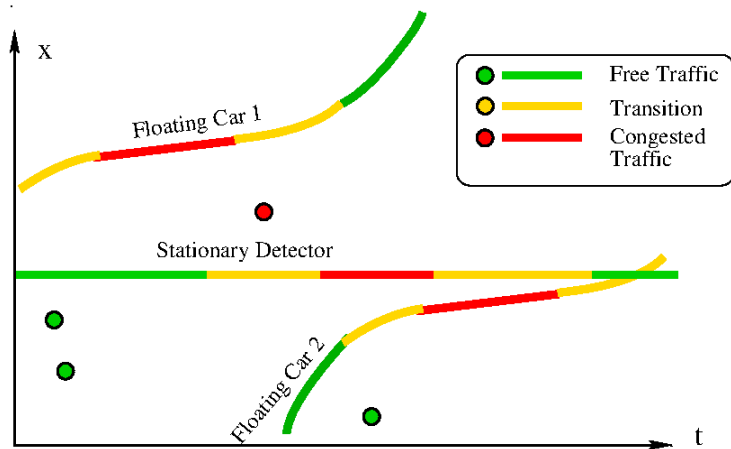 x
Floating Car 1
Free Traffic
Transition
Congested
Traffic
Stationary Detector
Floating Car 2
t